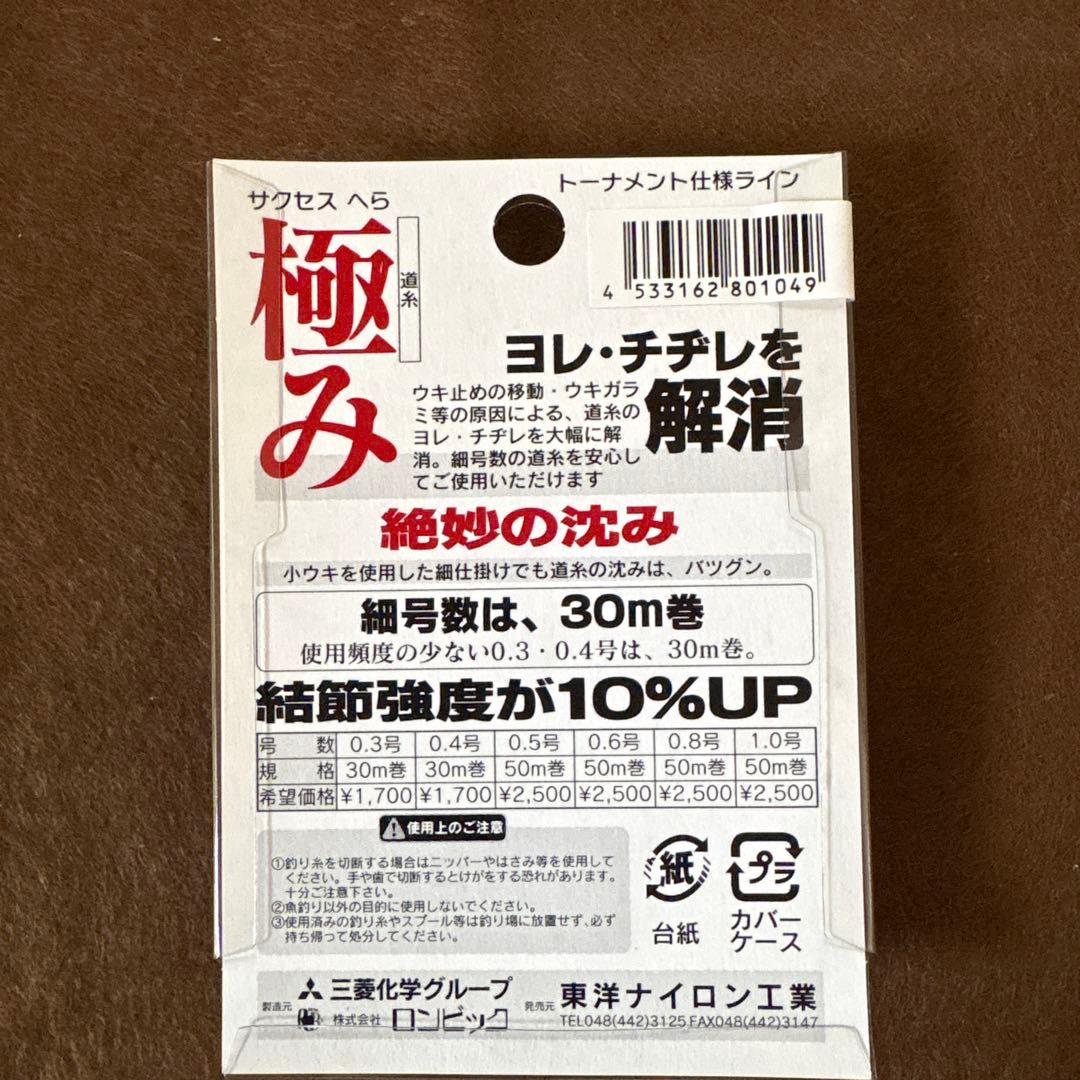 サクセス へら
極み
道糸
トーナメント仕様ライン
4 533162 801049
ヨレ・チヂレを
解消
ウキ止めの移動・ウキガラ
ミ等の原因による、道糸の
ヨレ・チヂレを大幅に解
消。細号数の道糸を安心し
てご使用いただけます
絶妙の沈み
小ウキを使用した細仕掛けでも道糸の沈みは、バツグン。
細号数は、30m巻
使用頻度の少ない0.3・0.4号は、30m巻。
結節強度が10%UP
号 数 0.3号 0.4号 0.5号 0.6号 0.8号 1.0号
規 格 30m巻 30m巻 50m巻 50m巻 50m巻 50m巻
希望価格 ¥1,700 ¥1,700 ¥2,500 ¥2,500 ¥2,500 ¥2,500
使用上のご注意
①釣り糸を切断する場合はニッパーやはさみ等を使用して
ください。手や歯で切断するとけがをする恐れがあります。
十分ご注意下さい。
②魚釣り以外の目的に使用しないでください。
③使用済みの釣り糸やスプール等は釣り場に放置せず、必ず
持ち帰って処分してください。
紙
台紙
プラ
カバー
ケース
製造元 三菱化学グループ
株式会社 ロンビック
発売元 東洋ナイロン工業
TEL048(442)3125 FAX048(442)3147